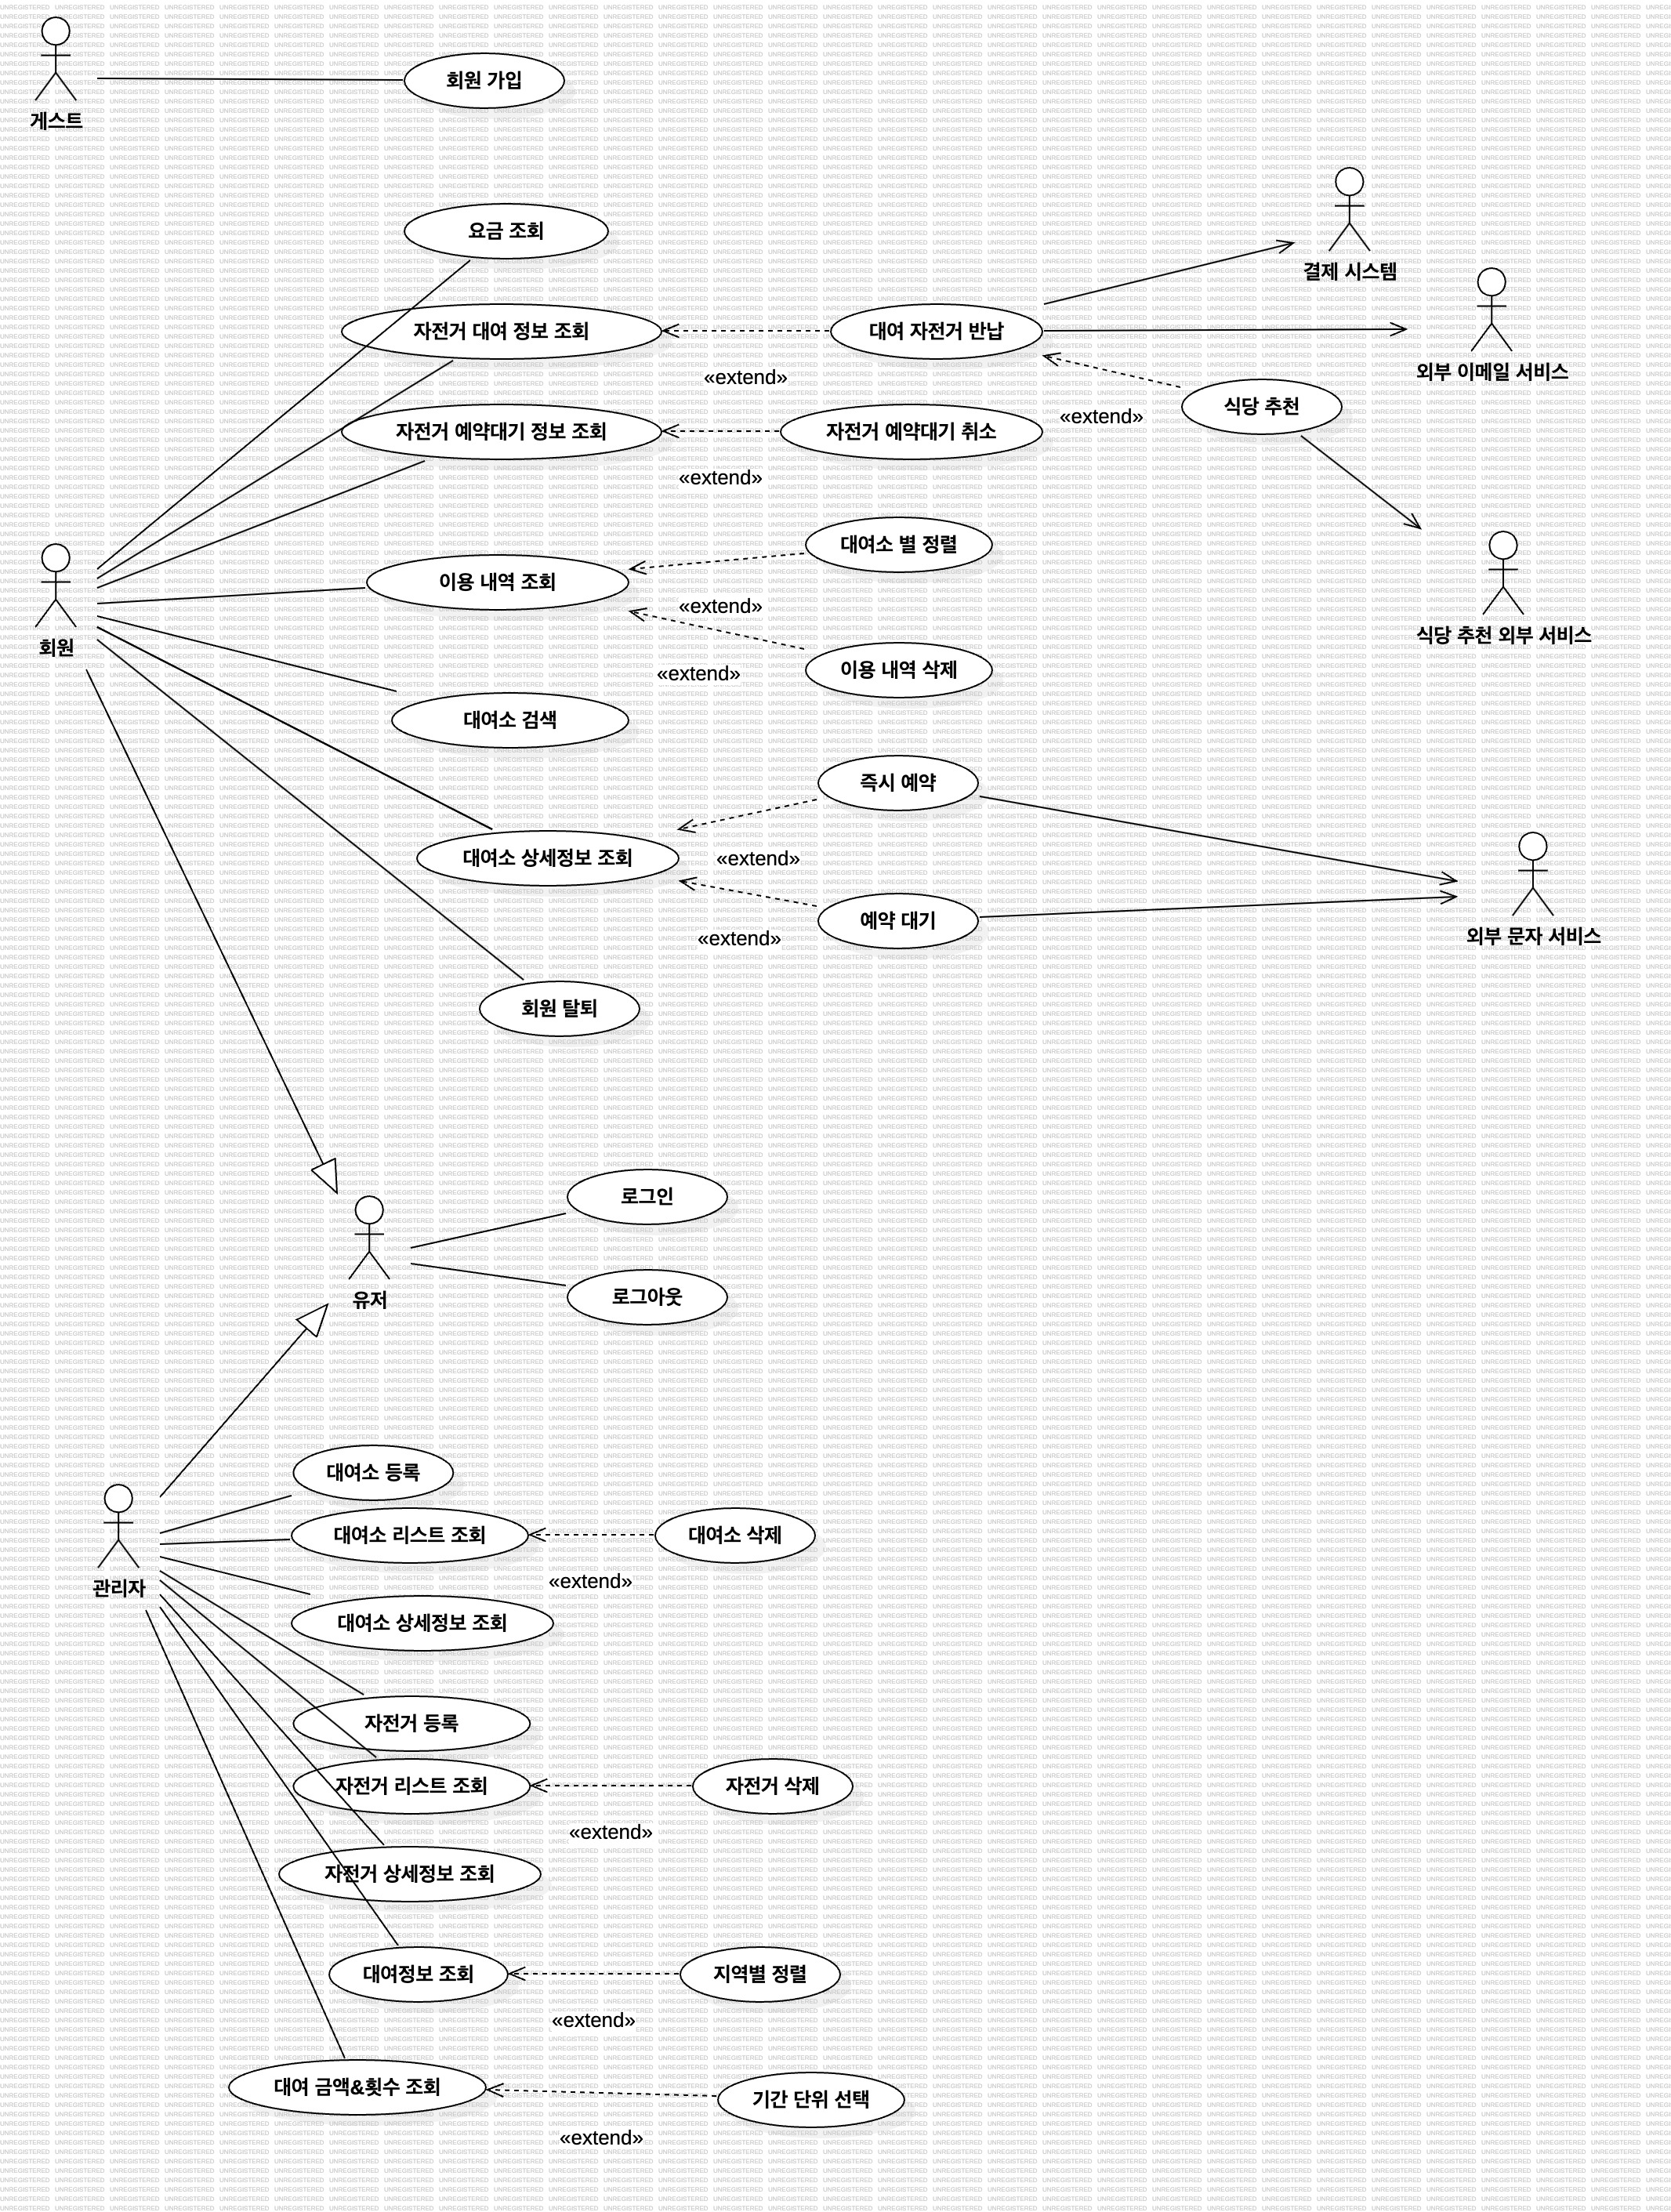 회원 가입
게스트
요금 조회
결제 시스템
자전거 대여 정보 조회
대여 자전거 반납
외부 이메일 서비스
«extend»
식당 추천
«extend»
자전거 예약대기 정보 조회
자전거 예약대기 취소
«extend»
대여소 별 정렬
이용 내역 조회
«extend»
식당 추천 외부 서비스
회원
이용 내역 삭제
«extend»
대여소 검색
즉시 예약
대여소 상세정보 조회
«extend»
예약 대기
«extend»
외부 문자 서비스
회원 탈퇴
로그인
로그아웃
유저
대여소 등록
대여소 리스트 조회
대여소 삭제
«extend»
관리자
대여소 상세정보 조회
자전거 등록
자전거 리스트 조회
자전거 삭제
«extend»
자전거 상세정보 조회
대여정보 조회
지역별 정렬
«extend»
대여 금액&횟수 조회
기간 단위 선택
«extend»